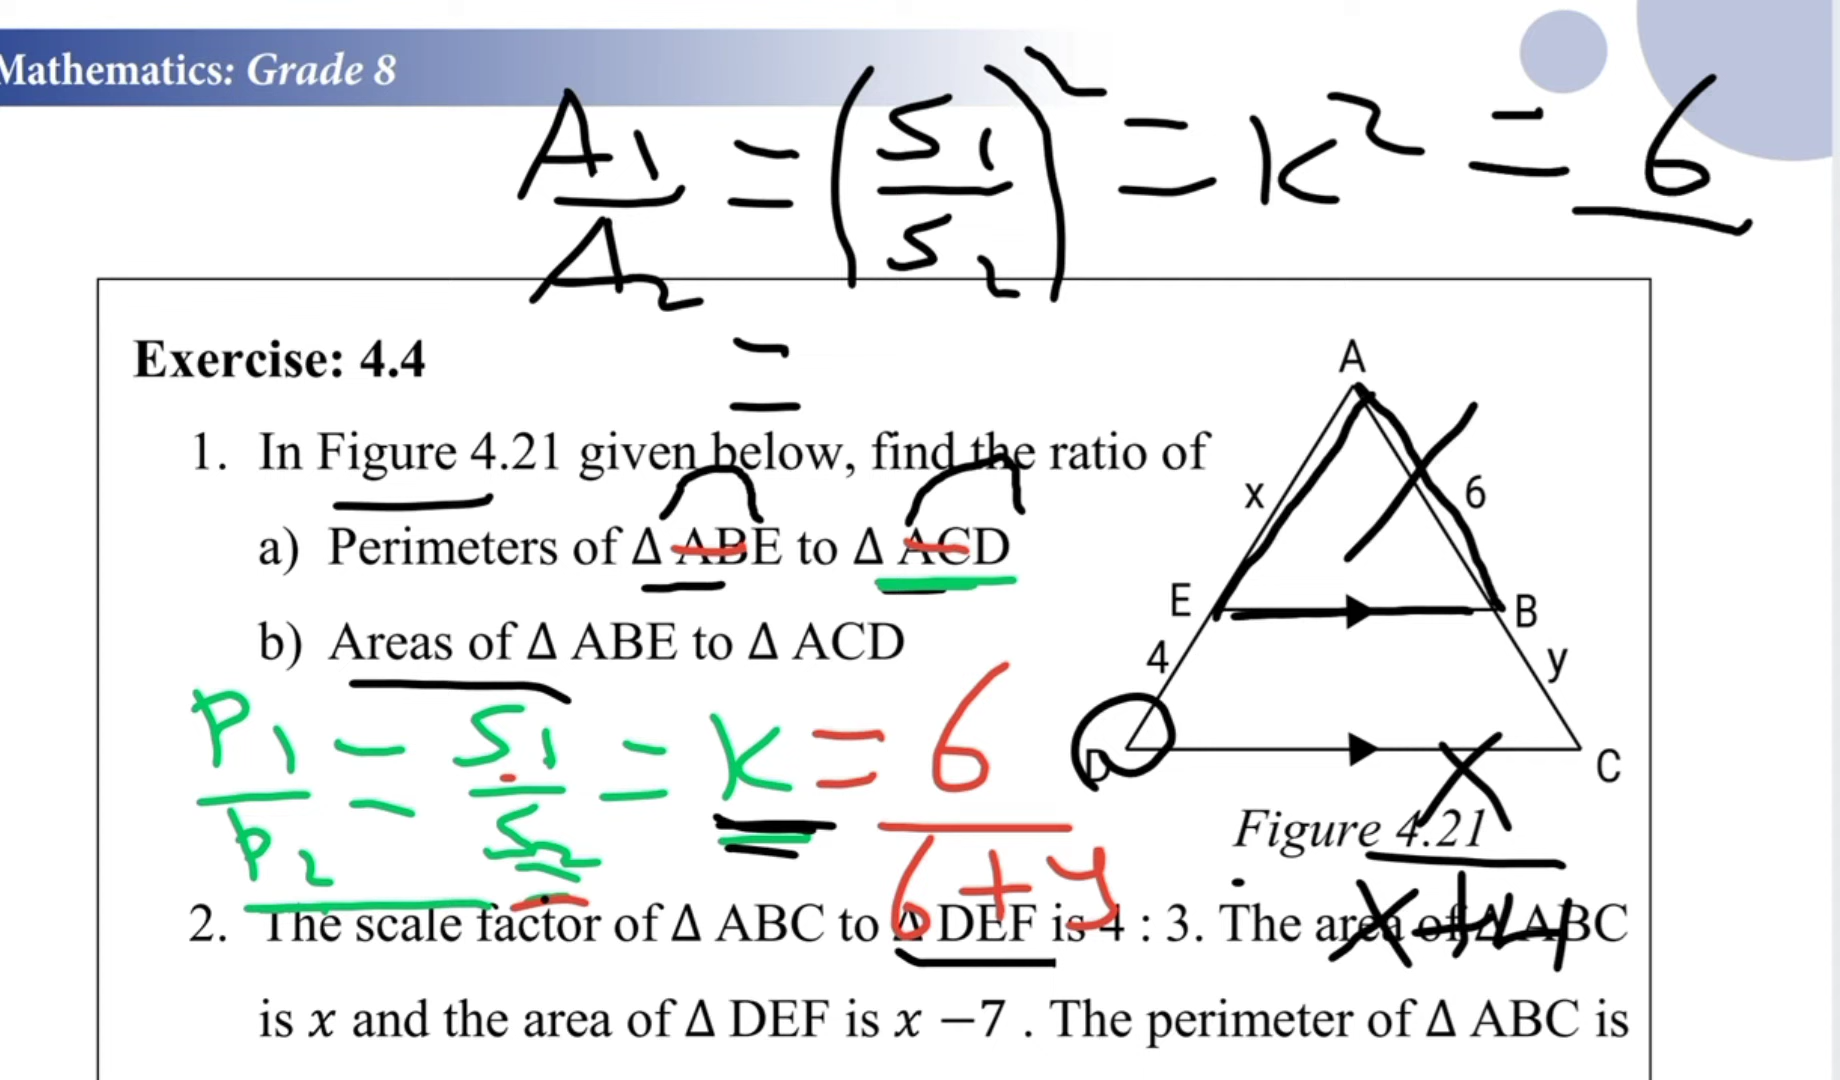 Mathematics: Grade 8
A1/A2 = (S1/S2)² = k² = 6
=
Exercise: 4.4
1. In Figure 4.21 given below, find the ratio of
a) Perimeters of Δ ABE to Δ ACD
b) Areas of Δ ABE to Δ ACD
A
x
6
E
B
4
y
D
C
Figure 4.21
P1/P2 = S1/S2 = k = 6/(6+y)
x/(x+4)
2. The scale factor of Δ ABC to Δ DEF is 4 : 3. The area of Δ ABC
is x and the area of Δ DEF is x −7 . The perimeter of Δ ABC is